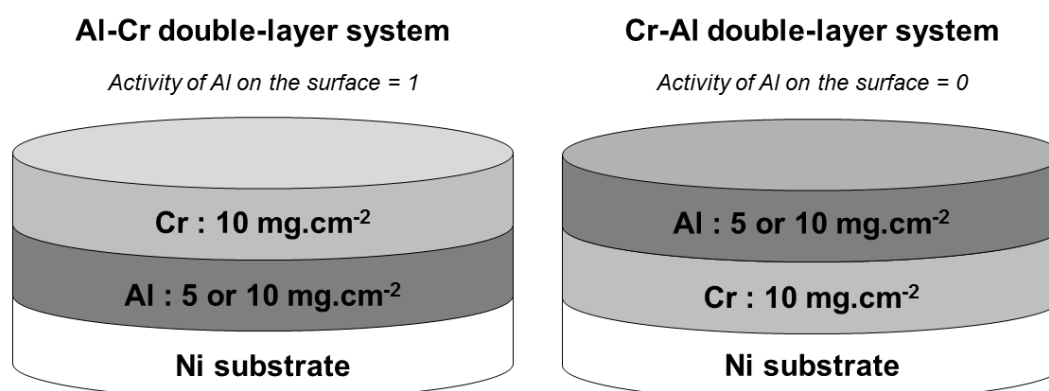 Al-Cr double-layer system
Activity of Al on the surface = 1
Cr : 10 mg.cm-2
Al : 5 or 10 mg.cm-2
Ni substrate
Cr-Al double-layer system
Activity of Al on the surface = 0
Al : 5 or 10 mg.cm-2
Cr : 10 mg.cm-2
Ni substrate